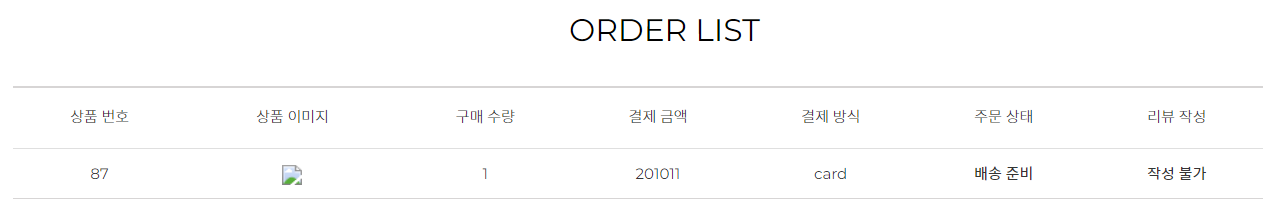 ORDER LIST
상품 번호 상품 이미지 구매 수량 결제 금액 결제 방식 주문 상태 리뷰 작성
87 1 201011 card 배송 준비 작성 불가